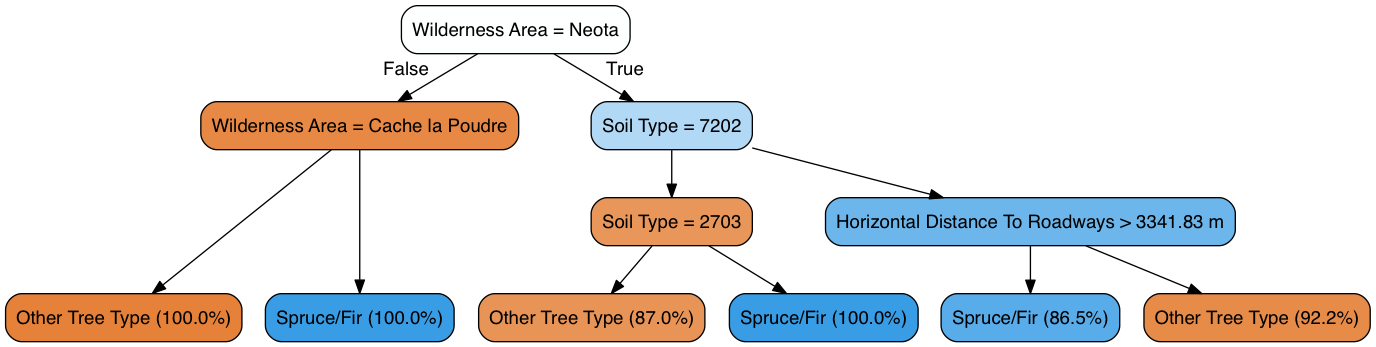 Wilderness Area = Neota
False
True
Wilderness Area = Cache la Poudre
Soil Type = 7202
Soil Type = 2703
Horizontal Distance To Roadways > 3341.83 m
Other Tree Type (100.0%)
Spruce/Fir (100.0%)
Other Tree Type (87.0%)
Spruce/Fir (100.0%)
Spruce/Fir (86.5%)
Other Tree Type (92.2%)